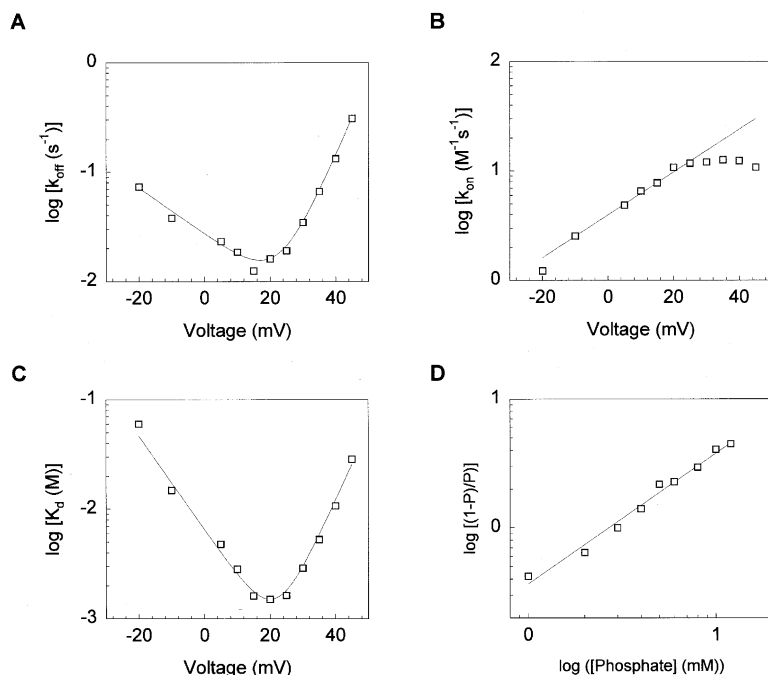 A
log [k_off (s⁻¹)]
0
-1
-2
-20 0 20 40
Voltage (mV)
B
log [k_on (M⁻¹s⁻¹)]
2
1
0
-20 0 20 40
Voltage (mV)
C
log [K_d (M)]
-1
-2
-3
-20 0 20 40
Voltage (mV)
D
log [(1-P)/P)]
1
0
0 1
log ([Phosphate] (mM))